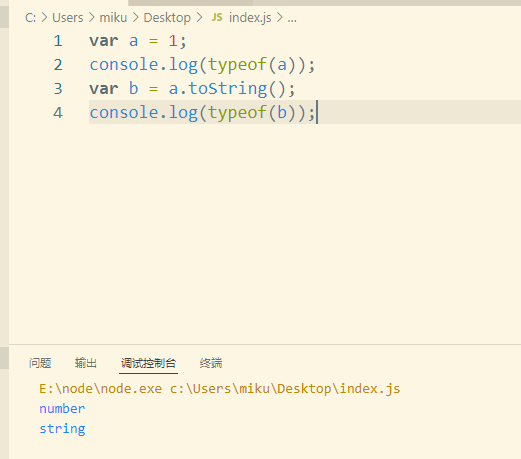 C: > Users > miku > Desktop > JS index.js > ...
1 var a = 1;
2 console.log(typeof(a));
3 var b = a.toString();
4 console.log(typeof(b));
问题 输出 调试控制台 终端
E:\node\node.exe c:\Users\miku\Desktop\index.js
number
string